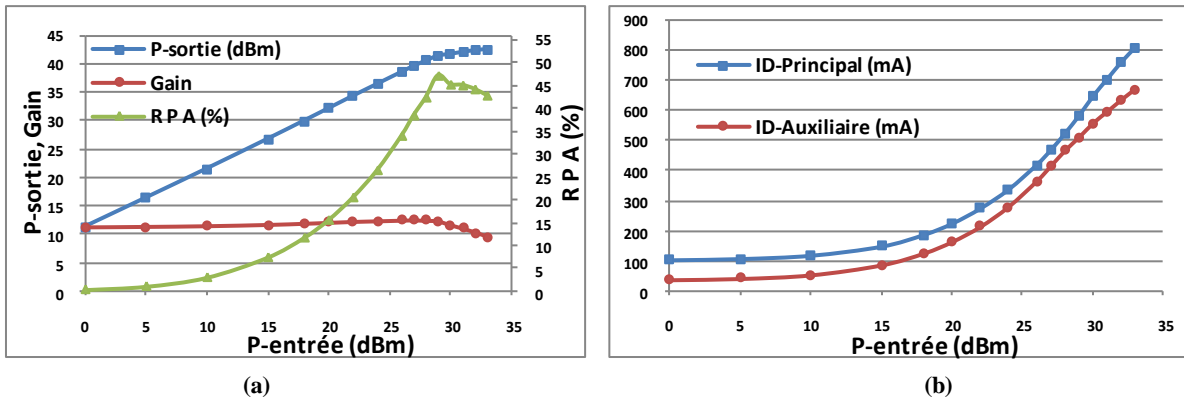 45
40
35
30
25
20
15
10
5
0
P-sortie, Gain
P-sortie (dBm)
Gain
R P A (%)
55
50
45
40
35
30
25
20
15
10
5
0
R P A (%)
0 5 10 15 20 25 30 35
P-entrée (dBm)
(a)
900
800
700
600
500
400
300
200
100
0
ID-Principal (mA)
ID-Auxiliaire (mA)
0 5 10 15 20 25 30 35
P-entrée (dBm)
(b)